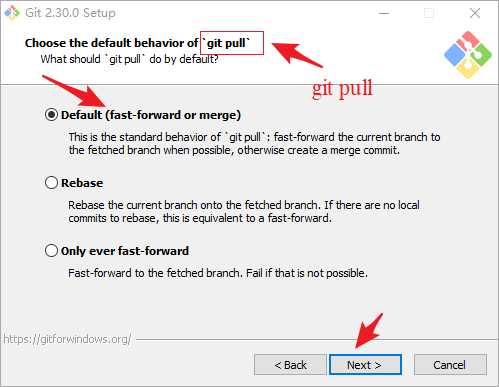 Git 2.30.0 Setup
Choose the default behavior of `git pull`
What should `git pull` do by default?
git pull
Default (fast-forward or merge)
This is the standard behavior of `git pull`: fast-forward the current branch to
the fetched branch when possible, otherwise create a merge commit.
Rebase
Rebase the current branch onto the fetched branch. If there are no local
commits to rebase, this is equivalent to a fast-forward.
Only ever fast-forward
Fast-forward to the fetched branch. Fail if that is not possible.
https://gitforwindows.org/
< Back Next > Cancel